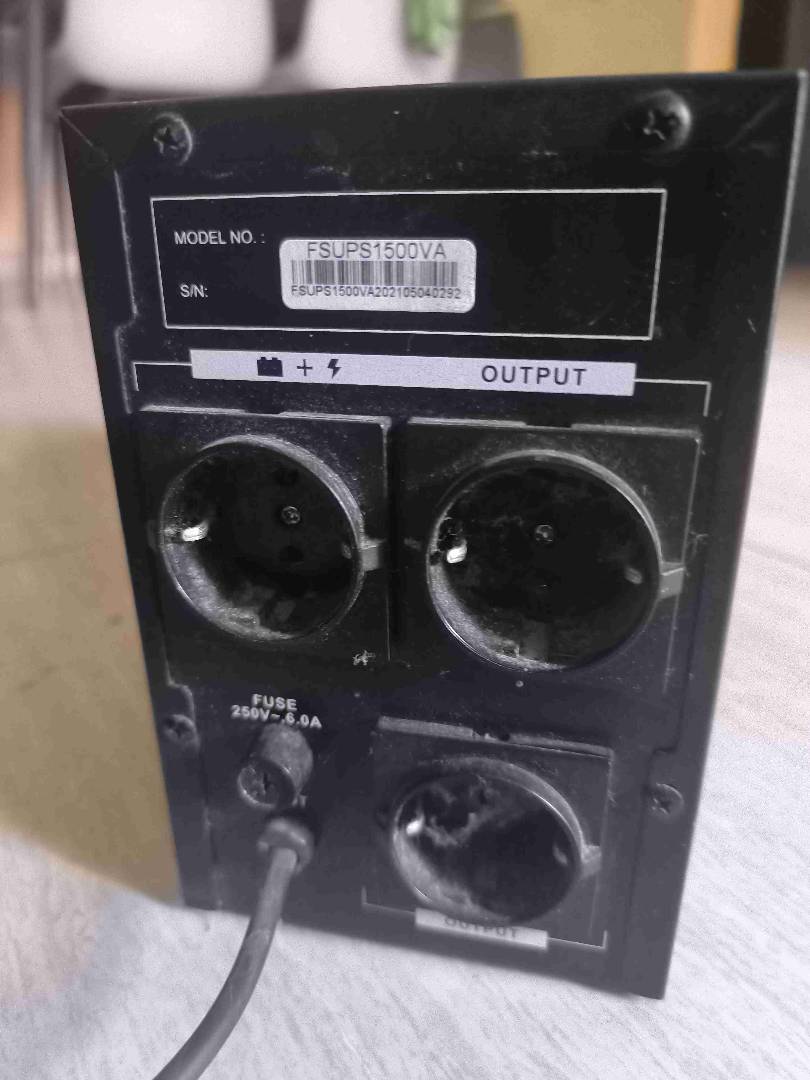 MODEL NO. :
FSUPS1500VA
S/N:
FSUPS1500VA202105040292
+ OUTPUT
FUSE
250V~,6.0A
OUTPUT